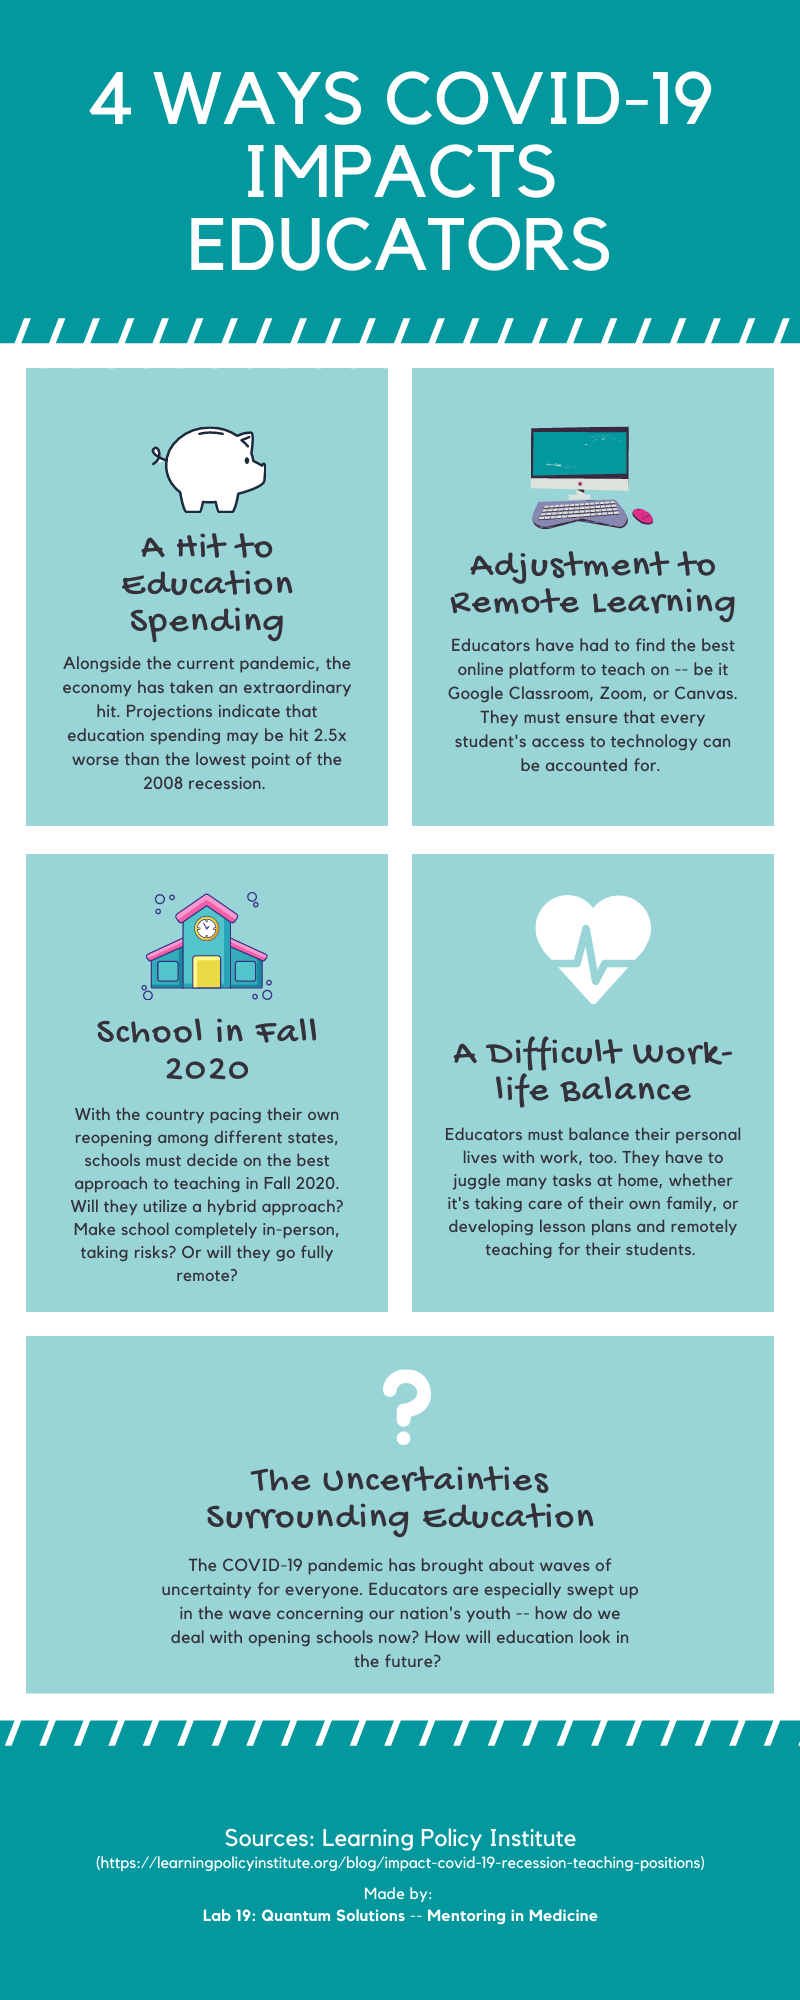 4 WAYS COVID-19
IMPACTS
EDUCATORS
A Hit to
Education
Spending
Alongside the current pandemic, the
economy has taken an extraordinary
hit. Projections indicate that
education spending may be hit 2.5x
worse than the lowest point of the
2008 recession.
Adjustment to
Remote Learning
Educators have had to find the best
online platform to teach on -- be it
Google Classroom, Zoom, or Canvas.
They must ensure that every
student's access to technology can
be accounted for.
School in Fall
2020
With the country pacing their own
reopening among different states,
schools must decide on the best
approach to teaching in Fall 2020.
Will they utilize a hybrid approach?
Make school completely in-person,
taking risks? Or will they go fully
remote?
A Difficult Work-
life Balance
Educators must balance their personal
lives with work, too. They have to
juggle many tasks at home, whether
it's taking care of their own family, or
developing lesson plans and remotely
teaching for their students.
?
The Uncertainties
Surrounding Education
The COVID-19 pandemic has brought about waves of
uncertainty for everyone. Educators are especially swept up
in the wave concerning our nation's youth -- how do we
deal with opening schools now? How will education look in
the future?
Sources: Learning Policy Institute
(https://learningpolicyinstitute.org/blog/impact-covid-19-recession-teaching-positions)
Made by:
Lab 19: Quantum Solutions -- Mentoring in Medicine